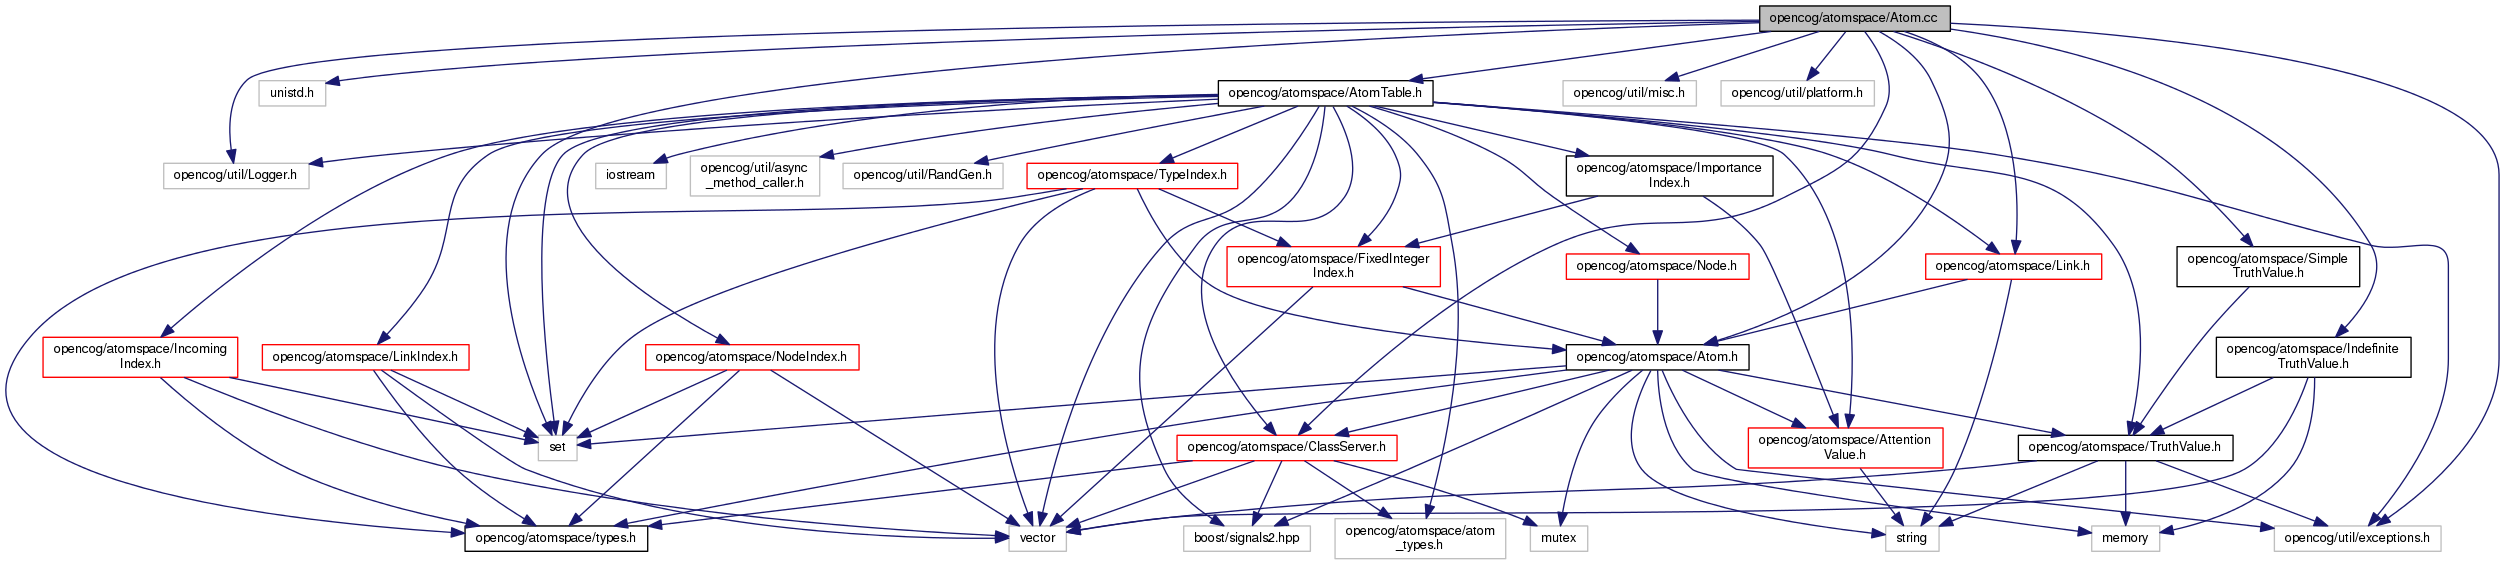 opencog/atomspace/Atom.cc
unistd.h
opencog/atomspace/AtomTable.h
opencog/util/misc.h
opencog/util/platform.h
opencog/util/Logger.h
iostream
opencog/util/async
_method_caller.h
opencog/util/RandGen.h
opencog/atomspace/TypeIndex.h
opencog/atomspace/Importance
Index.h
opencog/atomspace/FixedInteger
Index.h
opencog/atomspace/Node.h
opencog/atomspace/Link.h
opencog/atomspace/Simple
TruthValue.h
opencog/atomspace/Incoming
Index.h
opencog/atomspace/LinkIndex.h
opencog/atomspace/NodeIndex.h
opencog/atomspace/Atom.h
opencog/atomspace/Indefinite
TruthValue.h
set
opencog/atomspace/ClassServer.h
opencog/atomspace/Attention
Value.h
opencog/atomspace/TruthValue.h
opencog/atomspace/types.h
vector
boost/signals2.hpp
opencog/atomspace/atom
_types.h
mutex
string
memory
opencog/util/exceptions.h